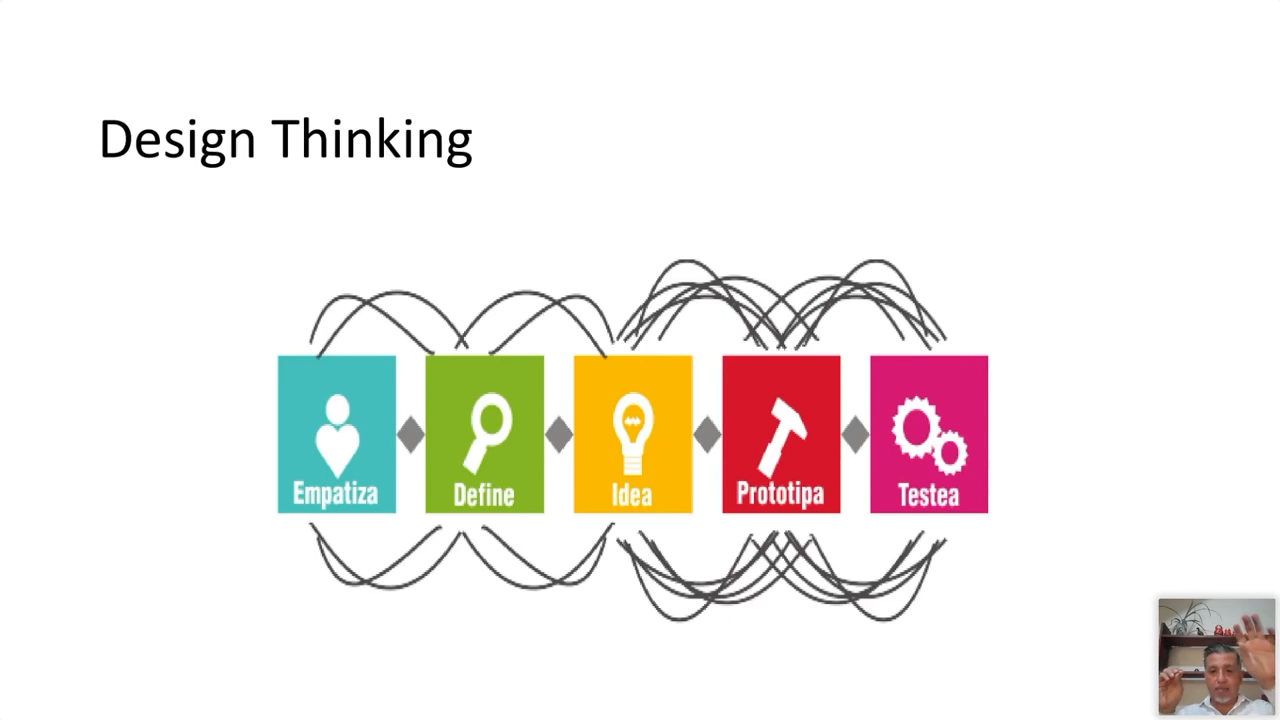 Design Thinking
Empatiza
Define
Idea
Prototipa
Testea